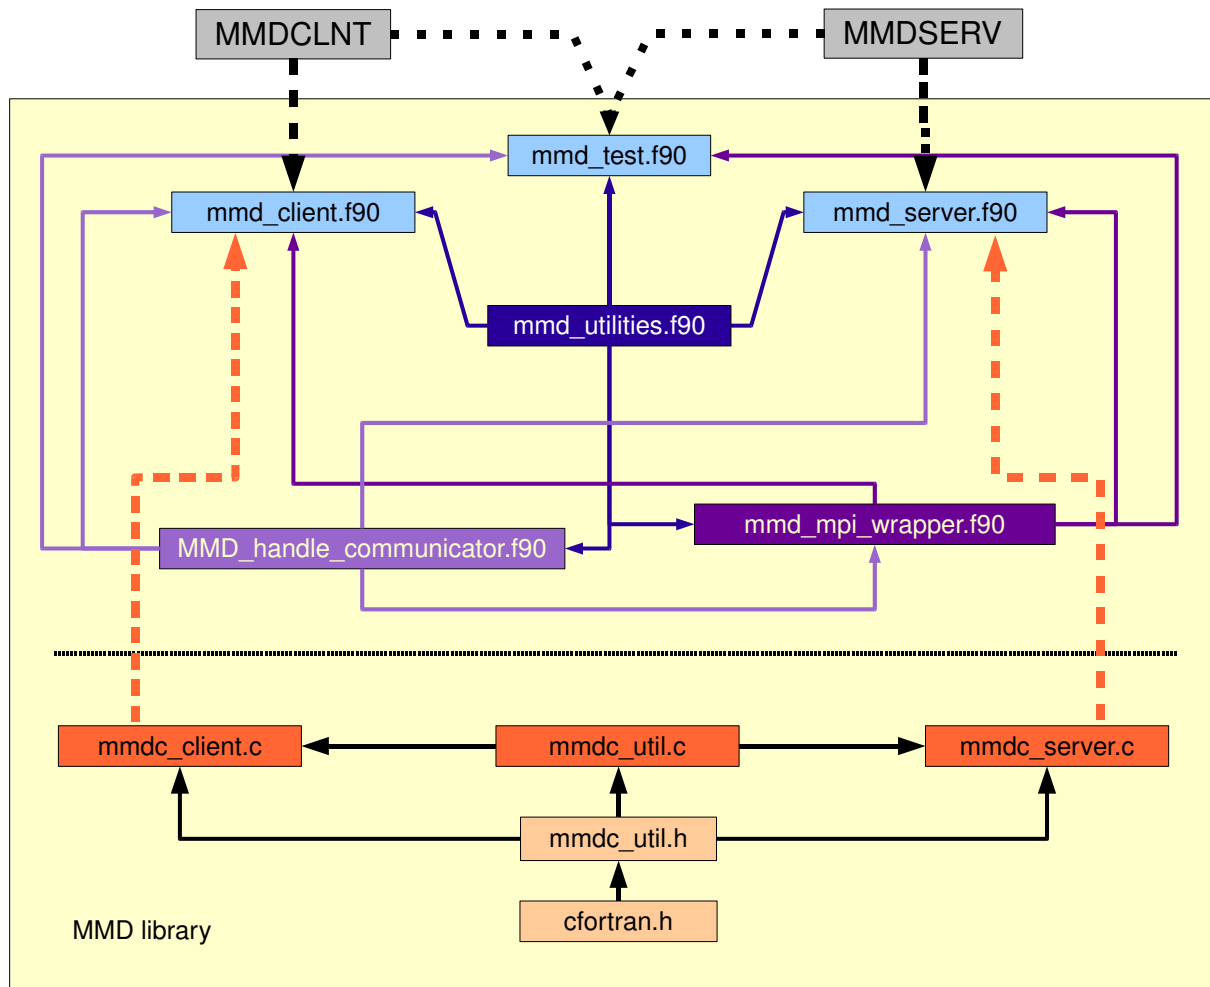 MMDCLNT
MMDSERV
mmd_test.f90
mmd_client.f90
mmd_server.f90
mmd_utilities.f90
mmd_mpi_wrapper.f90
MMD_handle_communicator.f90
mmdc_client.c
mmdc_util.c
mmdc_server.c
mmdc_util.h
cfortran.h
MMD library